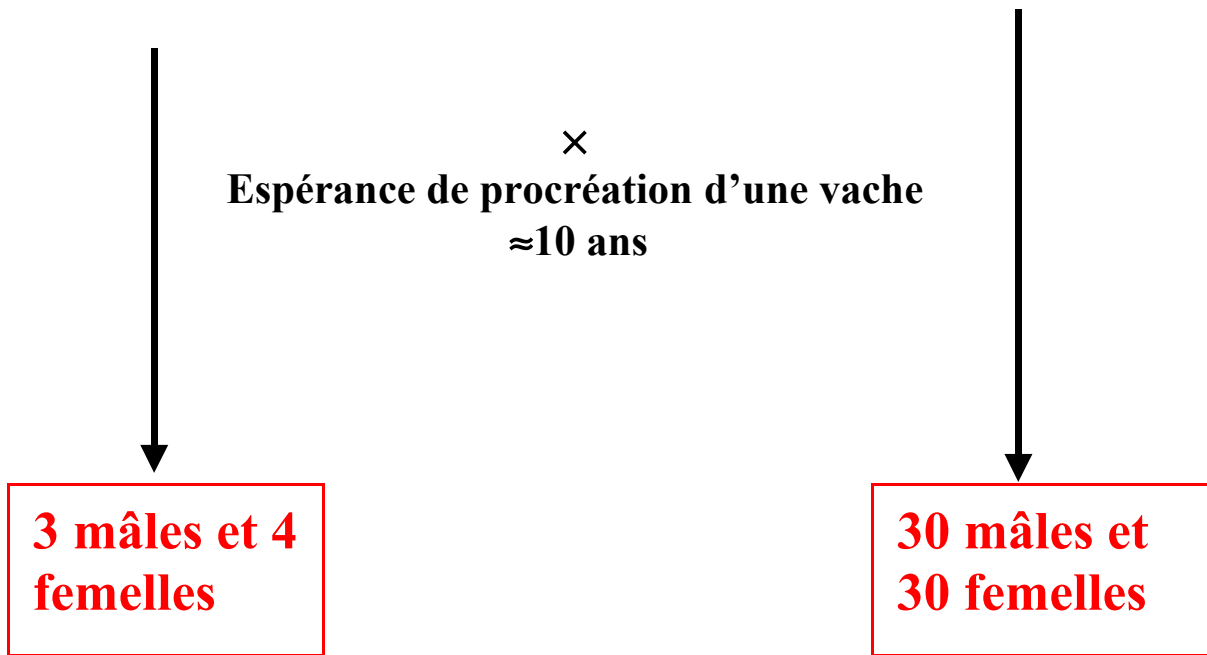 ×
Espérance de procréation d’une vache
≈10 ans
3 mâles et 4
femelles
30 mâles et
30 femelles